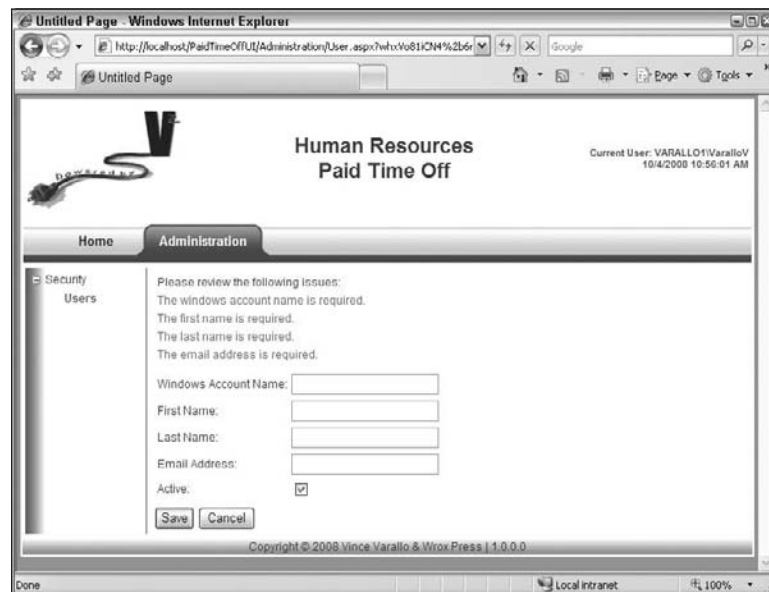 Untitled Page - Windows Internet Explorer
http://localhost/PaidTimeOffUI/Administration/User.aspx?whxVo81iCN4%2b6r
Google
Untitled Page
Page
Tools
V2
powered by
Human Resources
Paid Time Off
Current User: VARALLO1\VaralloV
10/4/2008 10:56:01 AM
Home
Administration
Security
Users
Please review the following issues:
The windows account name is required.
The first name is required.
The last name is required.
The email address is required.
Windows Account Name:
First Name:
Last Name:
Email Address:
Active:
Save
Cancel
Copyright © 2008 Vince Varallo & Wrox Press | 1.0.0.0
Done
Local intranet
100%